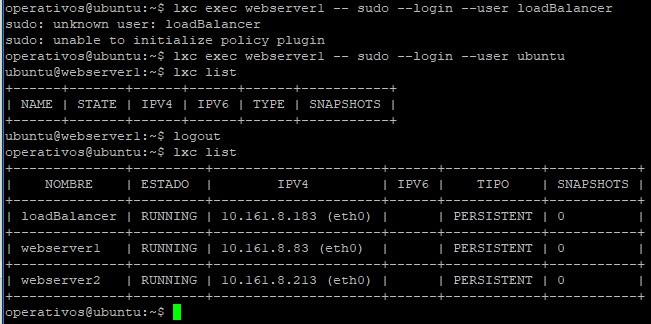 operativos@ubuntu:~$ lxc exec webserver1 -- sudo --login --user loadBalancer
sudo: unknown user: loadBalancer
sudo: unable to initialize policy plugin
operativos@ubuntu:~$ lxc exec webserver1 -- sudo --login --user ubuntu
ubuntu@webserver1:~$ lxc list
+------+-------+------+------+------+-----------+
| NAME | STATE | IPV4 | IPV6 | TYPE | SNAPSHOTS |
+------+-------+------+------+------+-----------+
ubuntu@webserver1:~$ logout
operativos@ubuntu:~$ lxc list
+--------------+---------+---------------------+------+------------+-----------+
|    NOMBRE    | ESTADO  |        IPV4         | IPV6 |    TIPO    | SNAPSHOTS |
+--------------+---------+---------------------+------+------------+-----------+
| loadBalancer | RUNNING | 10.161.8.183 (eth0) |      | PERSISTENT | 0         |
+--------------+---------+---------------------+------+------------+-----------+
| webserver1   | RUNNING | 10.161.8.83 (eth0)  |      | PERSISTENT | 0         |
+--------------+---------+---------------------+------+------------+-----------+
| webserver2   | RUNNING | 10.161.8.213 (eth0) |      | PERSISTENT | 0         |
+--------------+---------+---------------------+------+------------+-----------+
operativos@ubuntu:~$